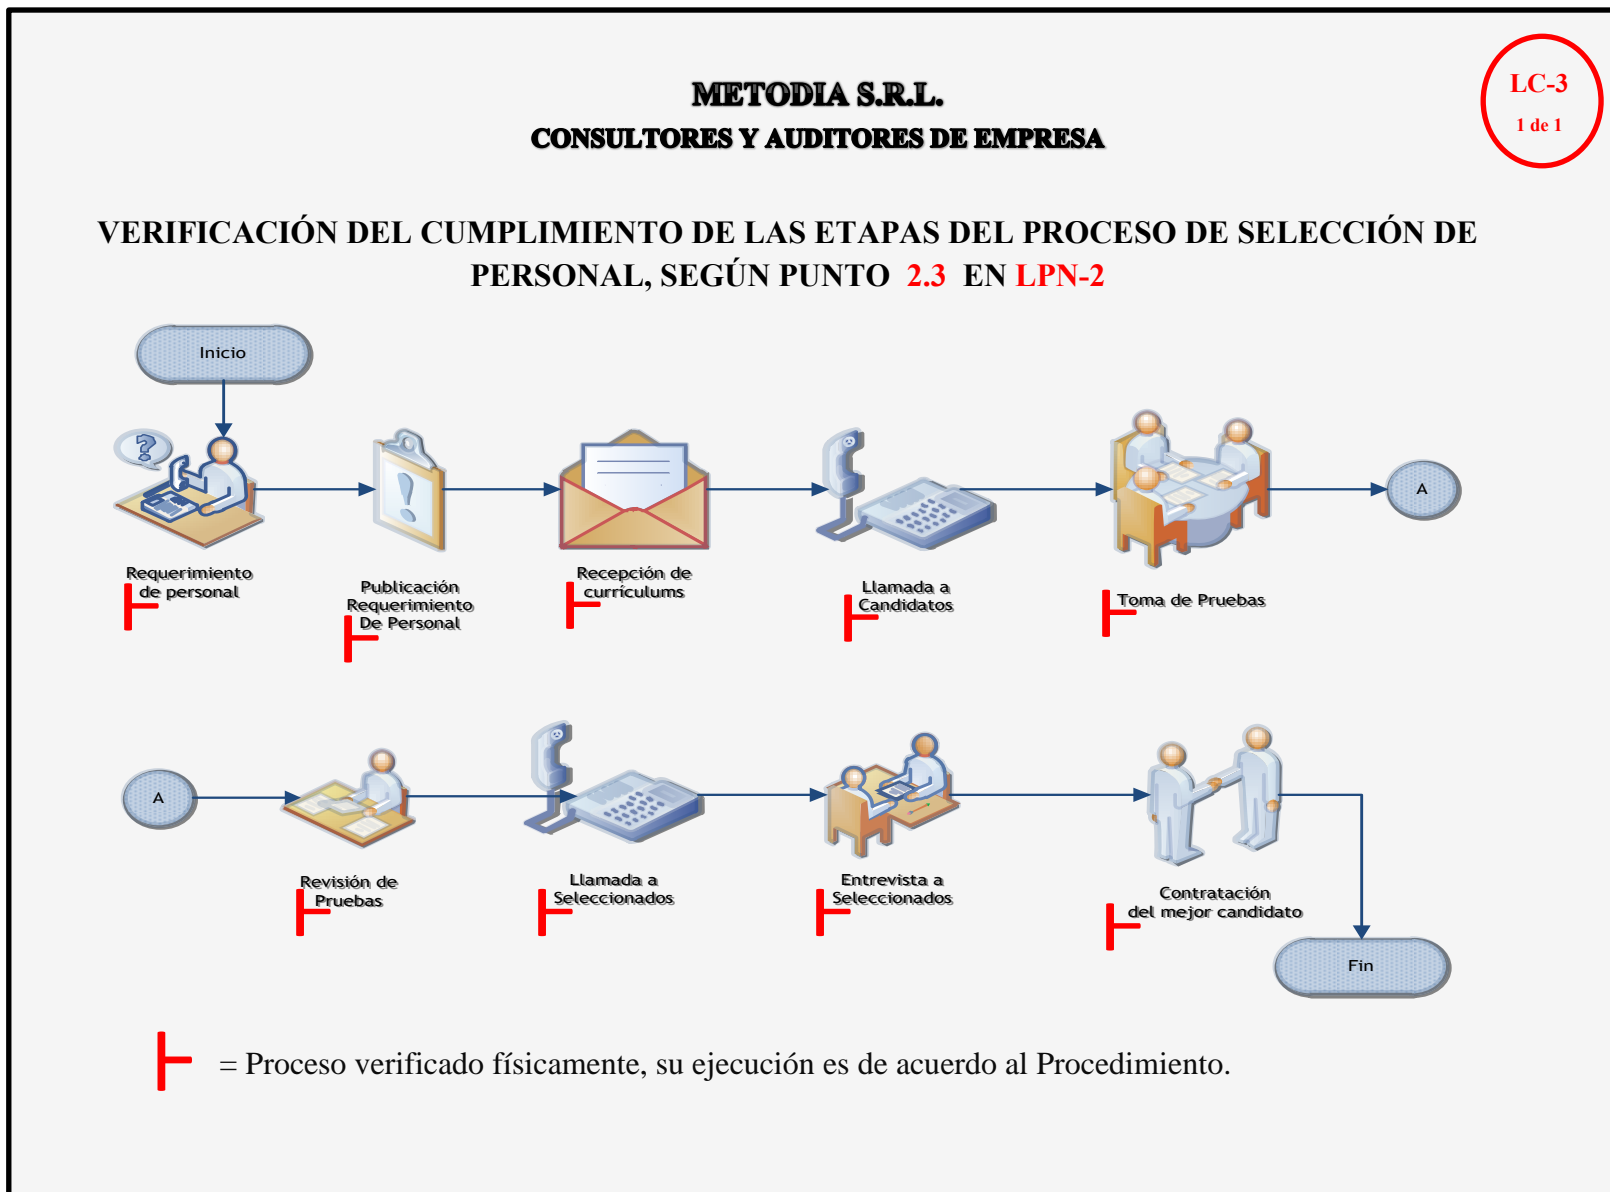 METODIA S.R.L.
CONSULTORES Y AUDITORES DE EMPRESA
LC-3
1 de 1
VERIFICACIÓN DEL CUMPLIMIENTO DE LAS ETAPAS DEL PROCESO DE SELECCIÓN DE
PERSONAL, SEGÚN PUNTO 2.3 EN LPN-2
Inicio
?
!
A
Requerimiento
de personal
Publicación
Requerimiento
De Personal
Recepción de
currículums
Llamada a
Candidatos
Toma de Pruebas
A
Revisión de
Pruebas
Llamada a
Seleccionados
Entrevista a
Seleccionados
Contratación
del mejor candidato
Fin
= Proceso verificado físicamente, su ejecución es de acuerdo al Procedimiento.